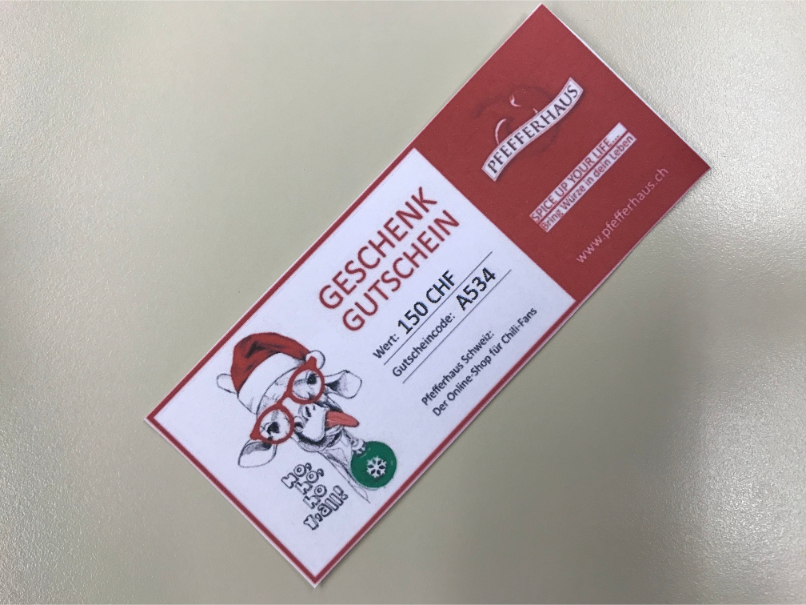 GESCHENK
GUTSCHEIN
Wert: 150 CHF
Gutscheincode: A534
Pfefferhaus Schweiz:
Der Online-Shop für Chili-Fans
HO,
HO,
HO
Y'all!
PFEFFERHAUS
SPICE UP YOUR LIFE...
Bring Würze in dein Leben
www.pfefferhaus.ch